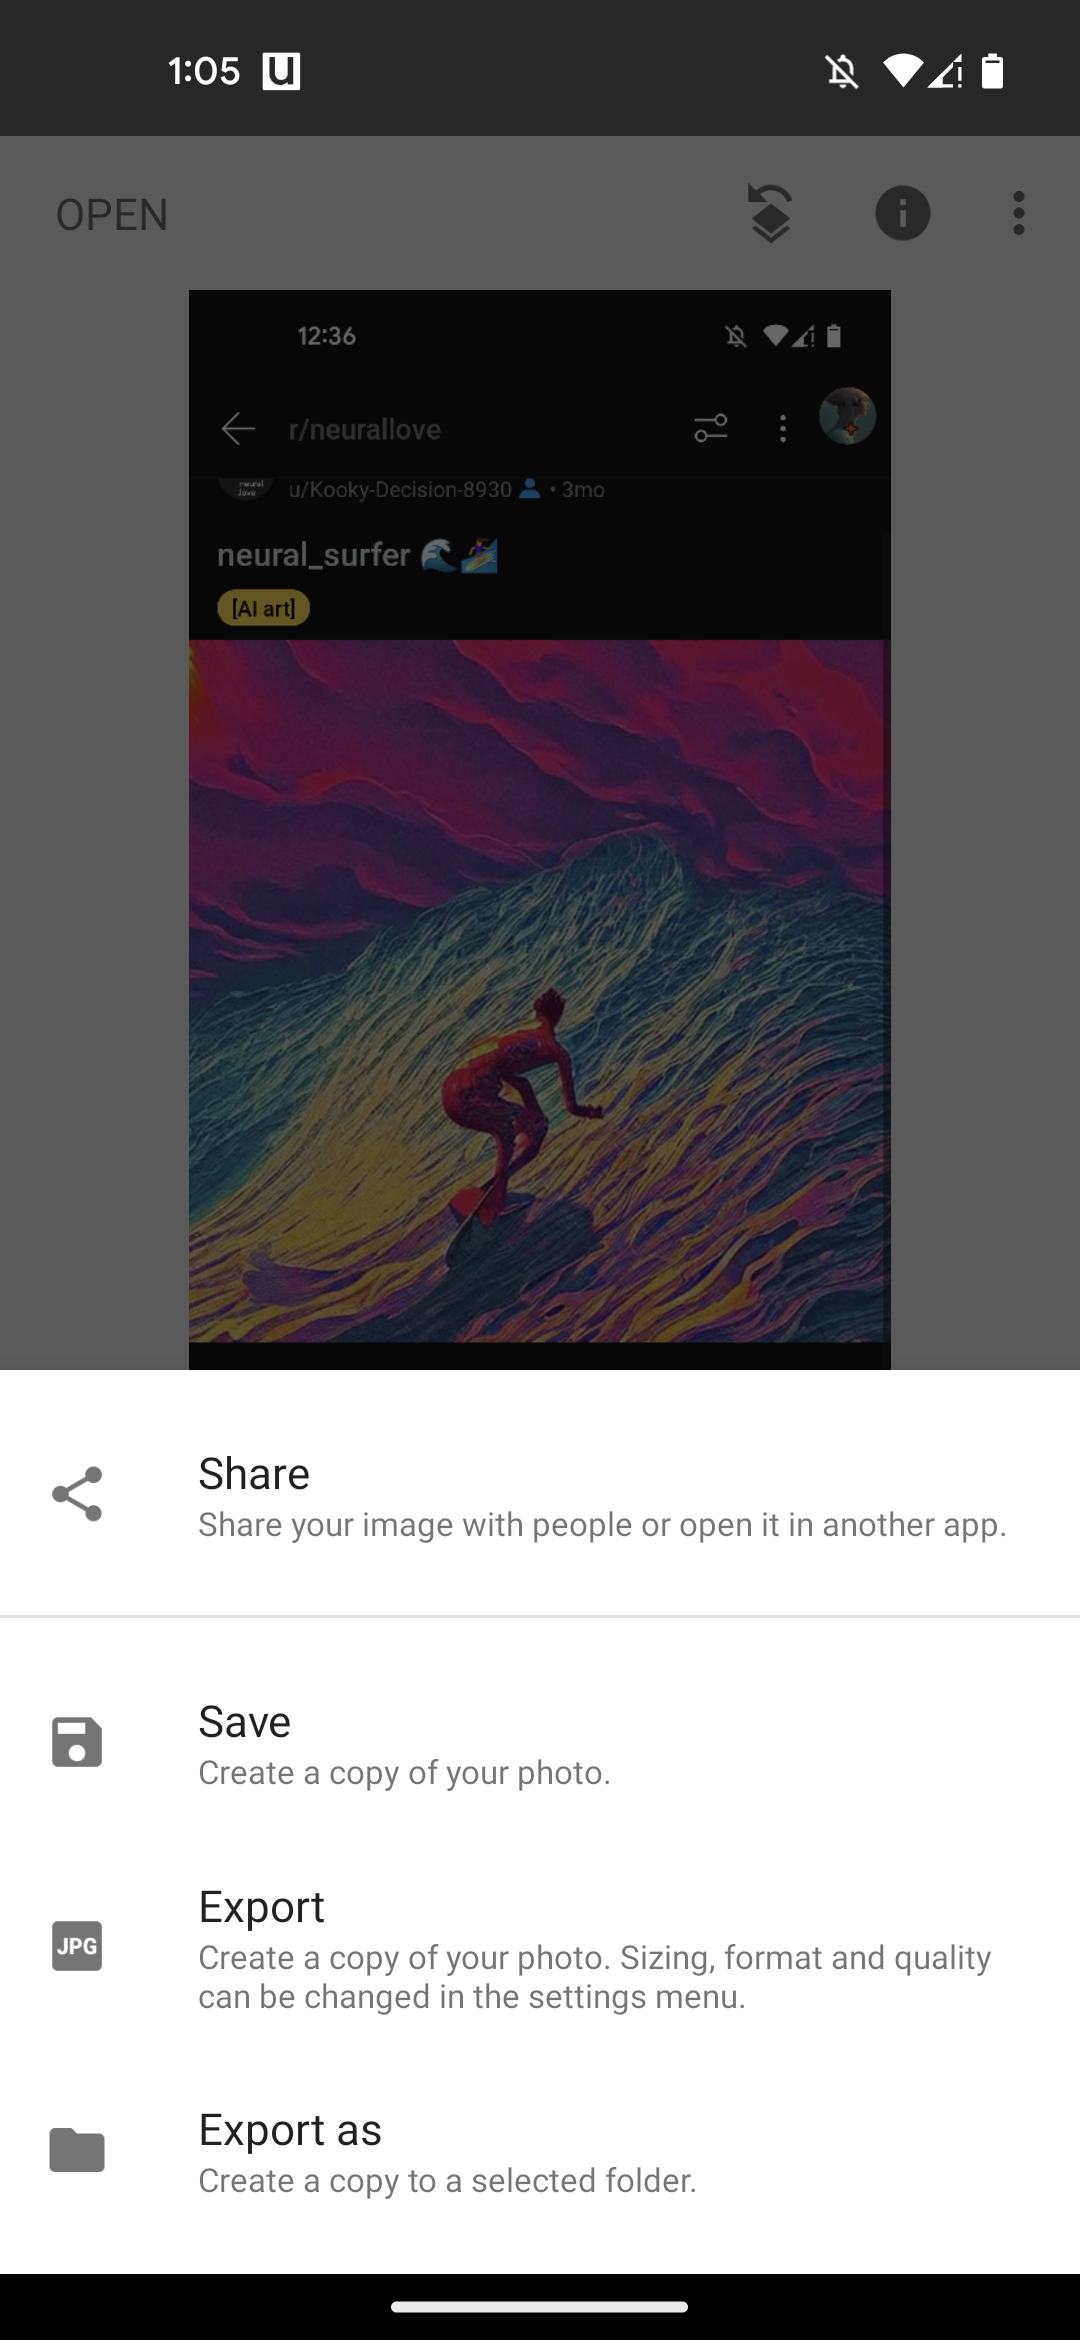 1:05 u
OPEN
12:36
r/neurallove
neural
love
u/Kooky-Decision-8930 • 3mo
neural_surfer 🌊🏄‍♀️
[AI art]
Share
Share your image with people or open it in another app.
Save
Create a copy of your photo.
JPG
Export
Create a copy of your photo. Sizing, format and quality
can be changed in the settings menu.
Export as
Create a copy to a selected folder.